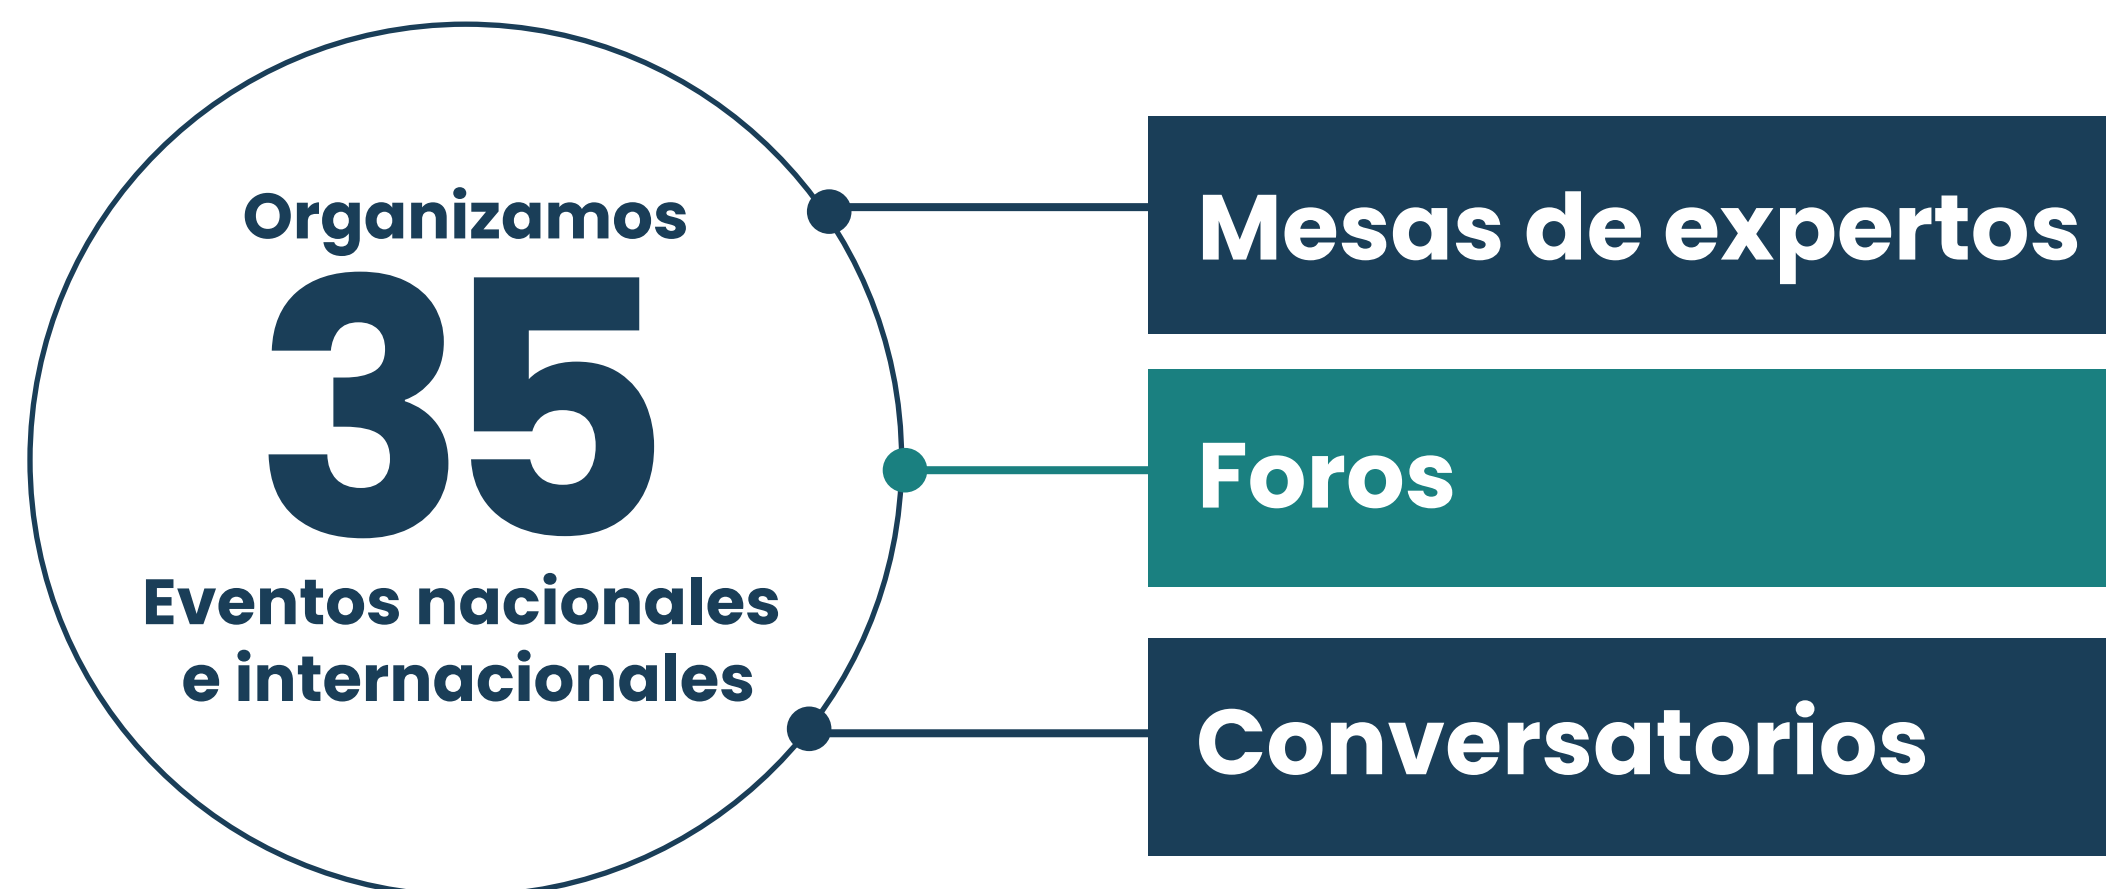 Organizamos
35
Eventos nacionales
e internacionales
Mesas de expertos
Foros
Conversatorios